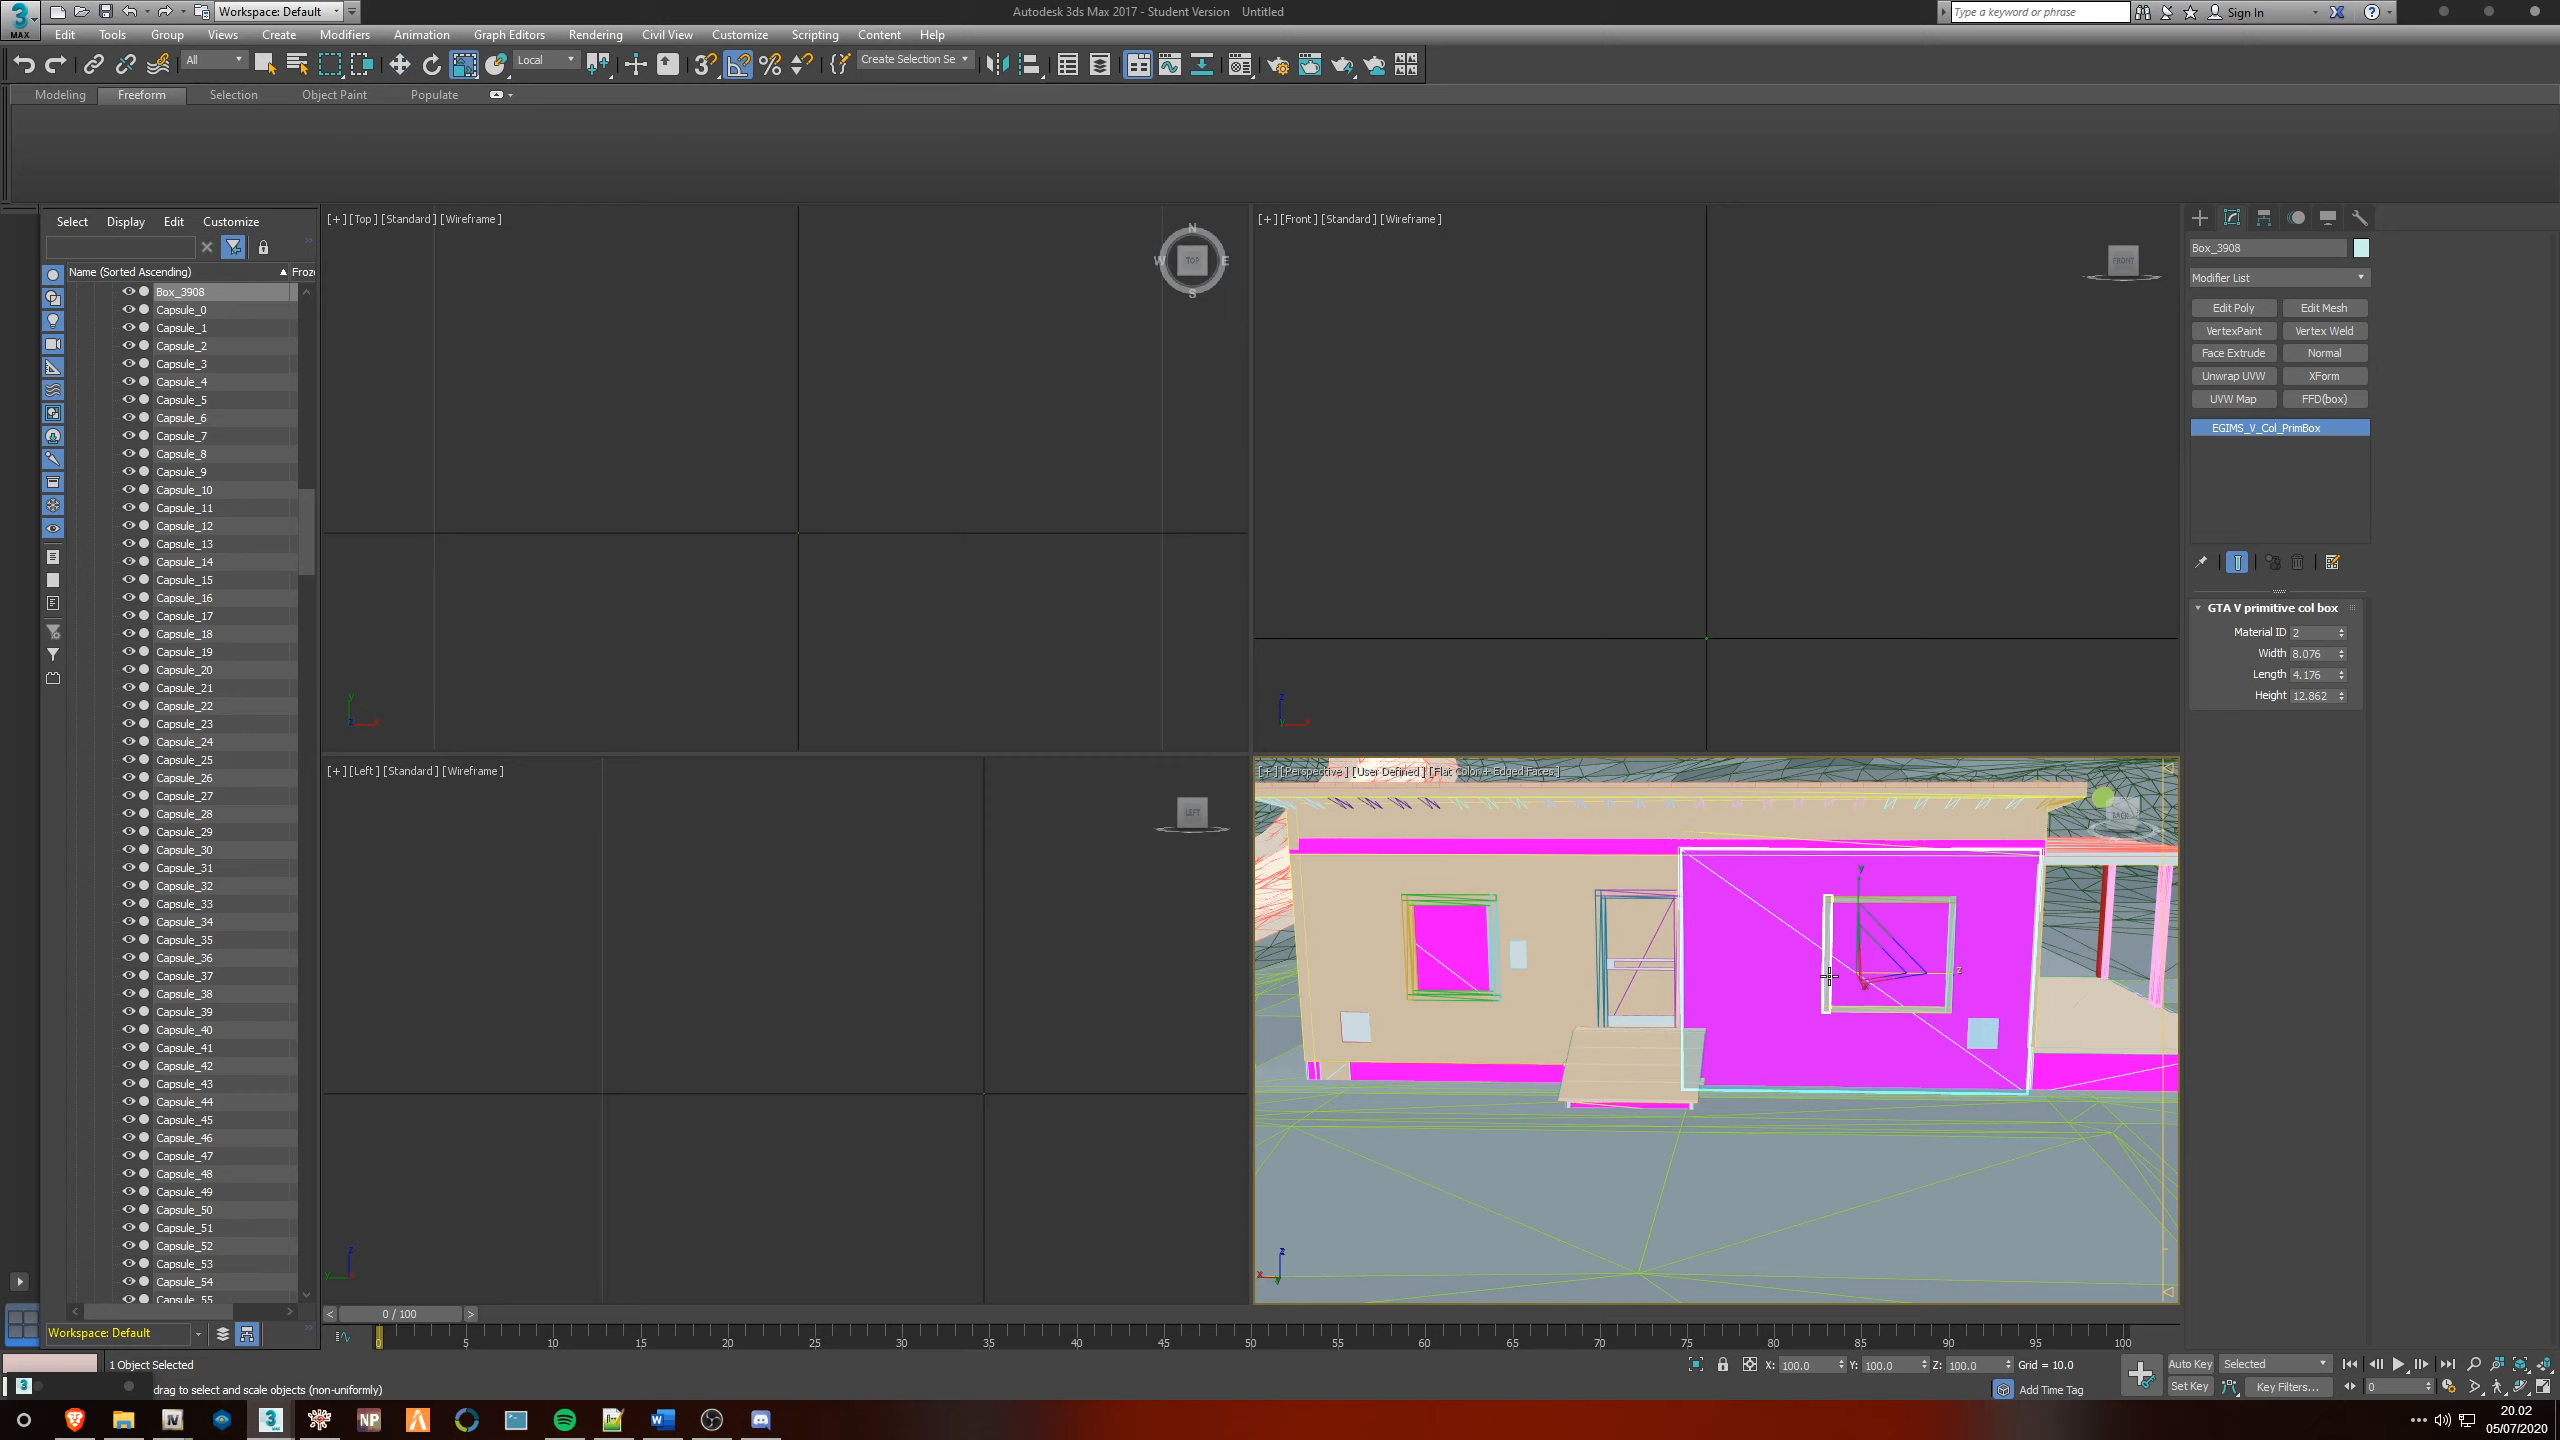 Workspace: Default
Autodesk 3ds Max 2017 - Student Version    Untitled
Type a keyword or phrase
Sign In
MAX
Edit Tools Group Views Create Modifiers Animation Graph Editors Rendering Civil View Customize Scripting Content Help
All
Local
Create Selection Se
Modeling Freeform Selection Object Paint Populate
Select Display Edit Customize
Name (Sorted Ascending)
Froz
Box_3908
Capsule_0
Capsule_1
Capsule_2
Capsule_3
Capsule_4
Capsule_5
Capsule_6
Capsule_7
Capsule_8
Capsule_9
Capsule_10
Capsule_11
Capsule_12
Capsule_13
Capsule_14
Capsule_15
Capsule_16
Capsule_17
Capsule_18
Capsule_19
Capsule_20
Capsule_21
Capsule_22
Capsule_23
Capsule_24
Capsule_25
Capsule_26
Capsule_27
Capsule_28
Capsule_29
Capsule_30
Capsule_31
Capsule_32
Capsule_33
Capsule_34
Capsule_35
Capsule_36
Capsule_37
Capsule_38
Capsule_39
Capsule_40
Capsule_41
Capsule_42
Capsule_43
Capsule_44
Capsule_45
Capsule_46
Capsule_47
Capsule_48
Capsule_49
Capsule_50
Capsule_51
Capsule_52
Capsule_53
Capsule_54
Capsule_55
Workspace: Default
[+] [Top] [Standard] [Wireframe]
N
W TOP E
S
[+] [Front] [Standard] [Wireframe]
FRONT
[+] [Left] [Standard] [Wireframe]
LEFT
[+] [Perspective] [User Defined] [Flat Color + Edged Faces]
BACK
Box_3908
Modifier List
Edit Poly Edit Mesh
VertexPaint Vertex Weld
Face Extrude Normal
Unwrap UVW XForm
UVW Map FFD(box)
EGIMS_V_Col_PrimBox
GTA V primitive col box
Material ID 2
Width 8.076
Length 4.176
Height 12.862
< 0 / 100 >
0 5 10 15 20 25 30 35 40 45 50 55 60 65 70 75 80 85 90 95 100
1 Object Selected
X: 100.0 Y: 100.0 Z: 100.0 Grid = 10.0
Auto Key Selected
drag to select and scale objects (non-uniformly)
Add Time Tag
Set Key Key Filters...
0
20.02
05/07/2020